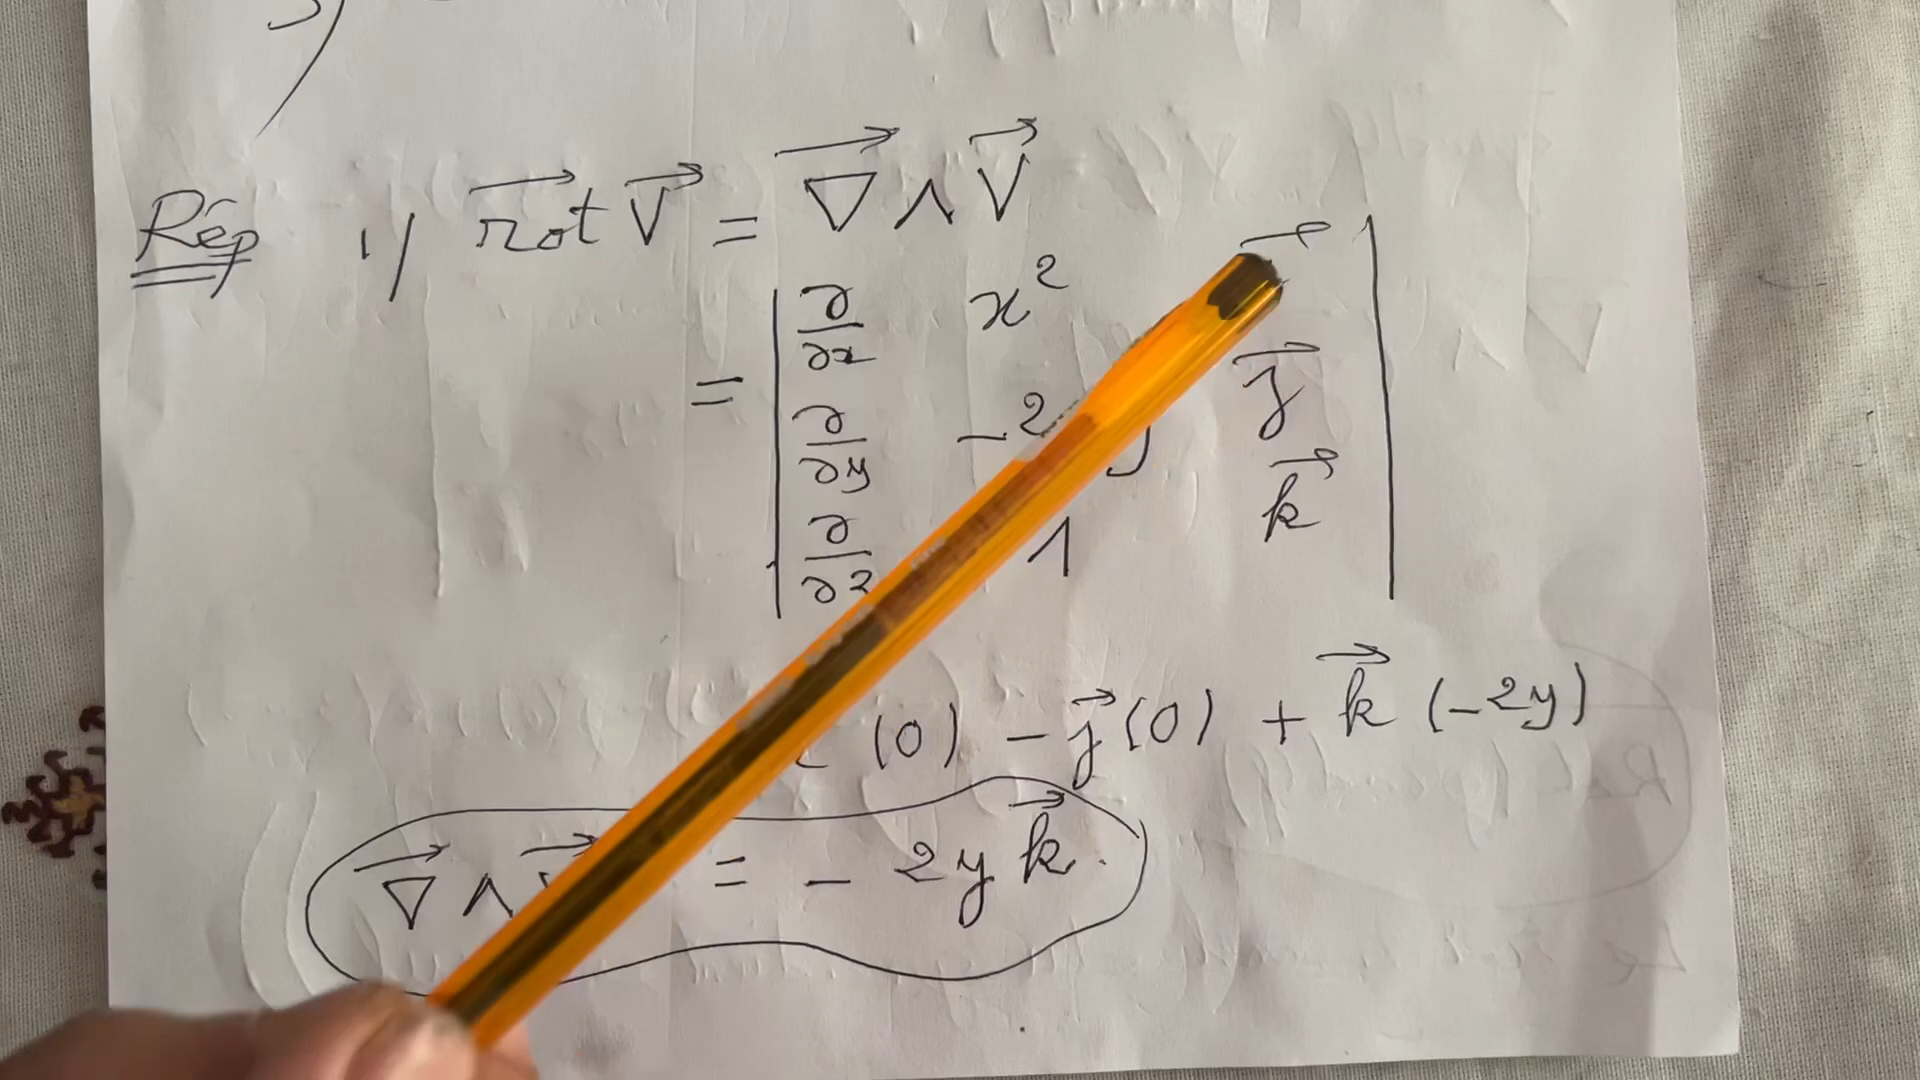 Rép 1) rot V = ∇ ∧ V
∂/∂x x²
= ∂/∂y -2 y j
∂/∂z 1 k
(0) - j (0) + k (-2y)
∇ ∧ = - 2y k.